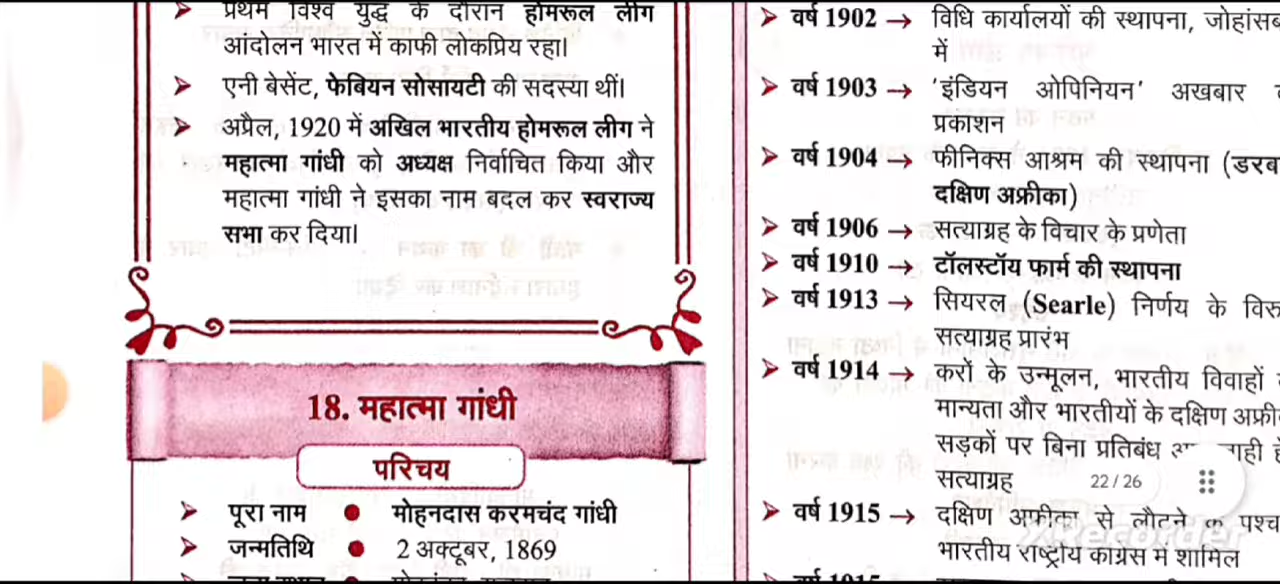 प्रथम विश्व युद्ध के दौरान होमरूल लीग
आंदोलन भारत में काफी लोकप्रिय रहा।
एनी बेसेंट, फेबियन सोसायटी की सदस्या थीं।
अप्रैल, 1920 में अखिल भारतीय होमरूल लीग ने
महात्मा गांधी को अध्यक्ष निर्वाचित किया और
महात्मा गांधी ने इसका नाम बदल कर स्वराज्य
सभा कर दिया।
18. महात्मा गांधी
परिचय
पूरा नाम ● मोहनदास करमचंद गांधी
जन्मतिथि ● 2 अक्टूबर, 1869
वर्ष 1902 → विधि कार्यालयों की स्थापना,
में
वर्ष 1903 → 'इंडियन ओपिनियन' अखबार
प्रकाशन
वर्ष 1904 → फीनिक्स आश्रम की स्थापना
दक्षिण अफ्रीका)
वर्ष 1906 → सत्याग्रह के विचार के प्रणेता
वर्ष 1910 → टॉलस्टॉय फार्म की स्थापना
वर्ष 1913 → सियरल (Searle) निर्णय के
सत्याग्रह प्रारंभ
वर्ष 1914 → करों के उन्मूलन, भारतीय विवाहों
मान्यता और भारतीयों के दक्षिण
सड़कों पर बिना प्रतिबंध
सत्याग्रह
22 / 26
वर्ष 1915 → दक्षिण अफ्रीका से लौटने के
भारतीय राष्ट्रीय कांग्रेस में शामिल
XRecorder